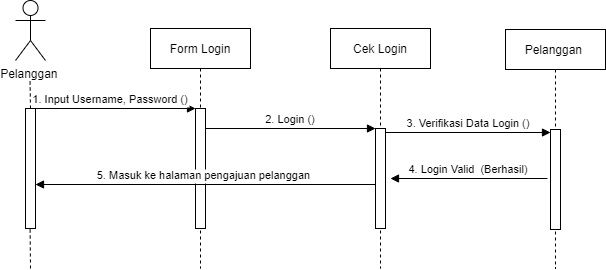 Form Login
Cek Login
Pelanggan
Pelanggan
1. Input Username, Password ()
2. Login ()
3. Verifikasi Data Login ()
4. Login Valid (Berhasil)
5. Masuk ke halaman pengajuan pelanggan